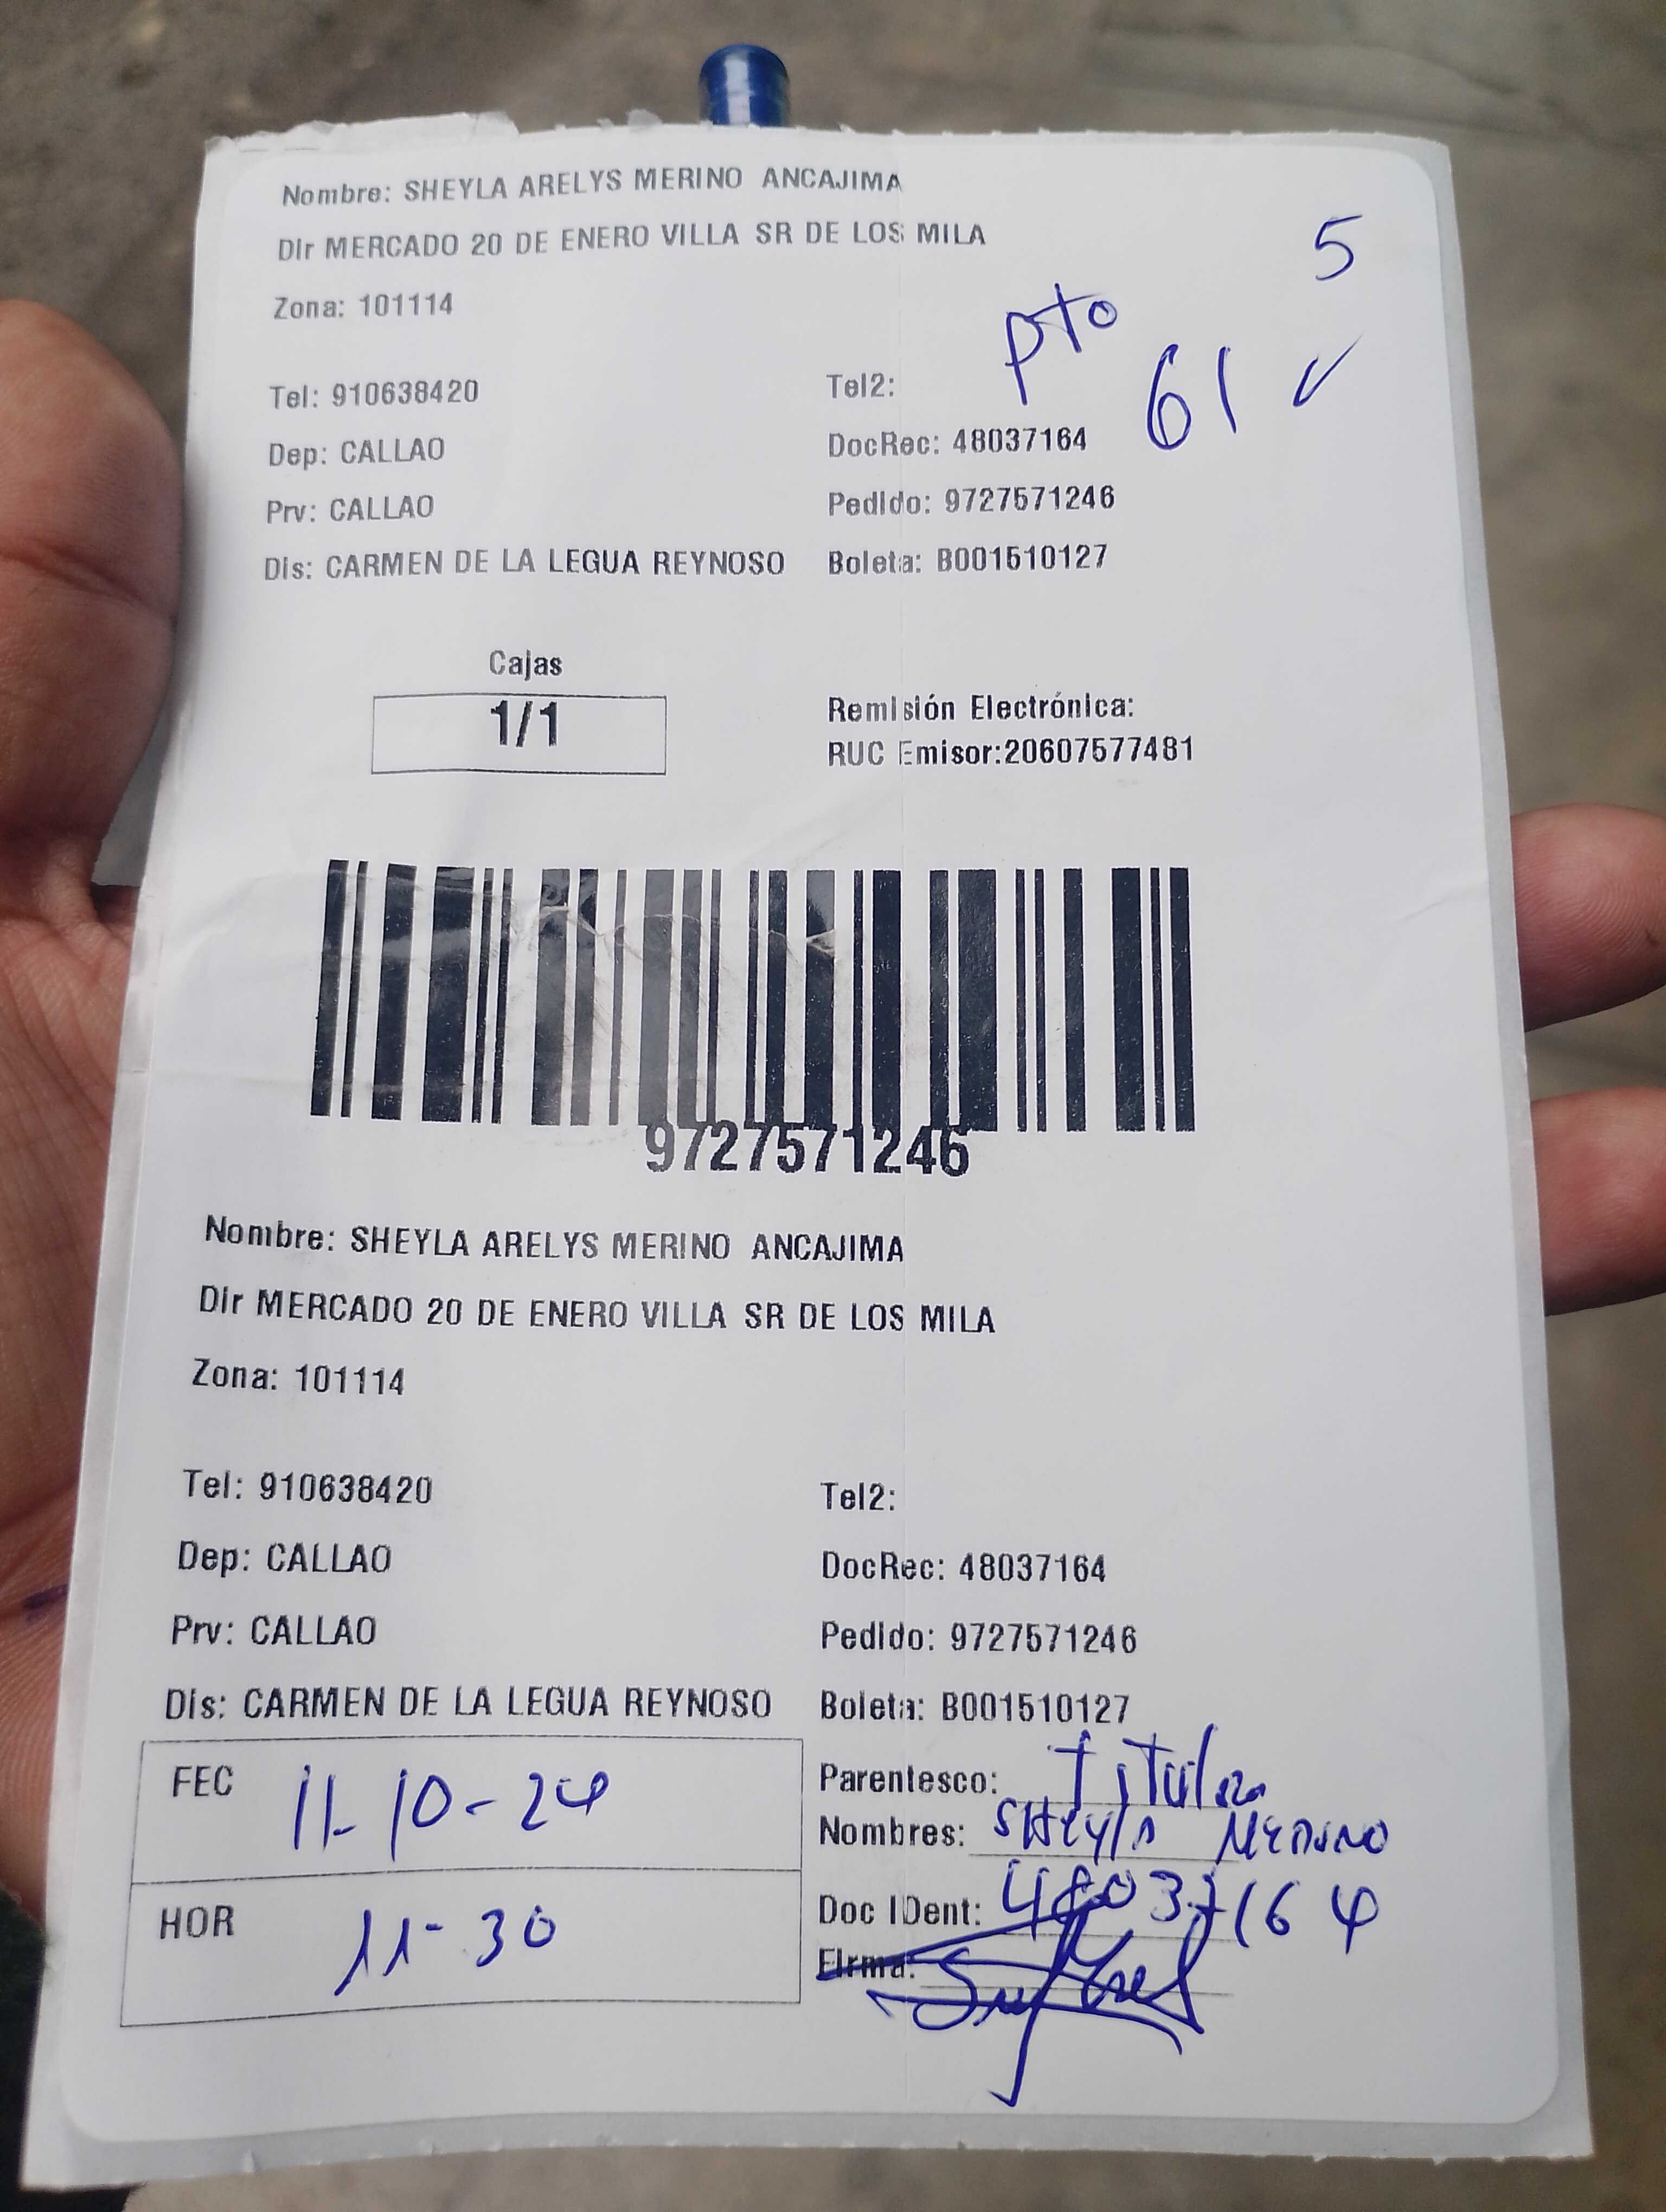 Nombre: SHEYLA ARELYS MERINO ANCAJIMA
Dir MERCADO 20 DE ENERO VILLA SR DE LOS MILA
5
Zona: 101114
pto
61 ✓
Tel: 910638420 Tel2:
Dep: CALLAO DocRec: 48037164
Prv: CALLAO Pedido: 9727571246
Dis: CARMEN DE LA LEGUA REYNOSO Boleta: B001510127
Cajas
1/1
Remisión Electrónica:
RUC Emisor:20607577481
9727571246
Nombre: SHEYLA ARELYS MERINO ANCAJIMA
Dir MERCADO 20 DE ENERO VILLA SR DE LOS MILA
Zona: 101114
Tel: 910638420 Tel2:
Dep: CALLAO DocRec: 48037164
Prv: CALLAO Pedido: 9727571246
Dis: CARMEN DE LA LEGUA REYNOSO Boleta: B001510127
FEC 11-10-24
HOR 11-30
Parentesco: Titular
Nombres: SHeylA MERINO
Doc IDent: 48037164
Firma: